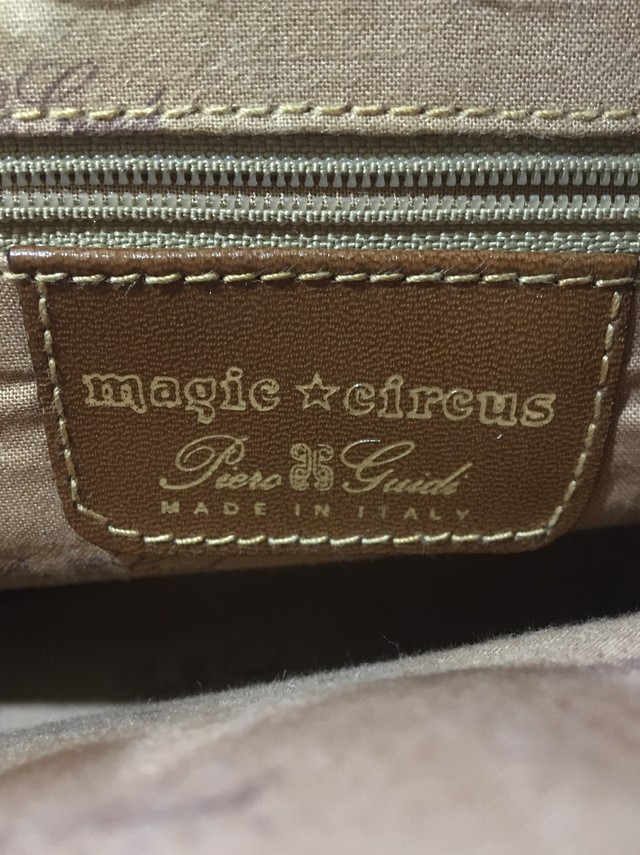 magic ☆ circus
Piero Guidi
MADE IN ITALY